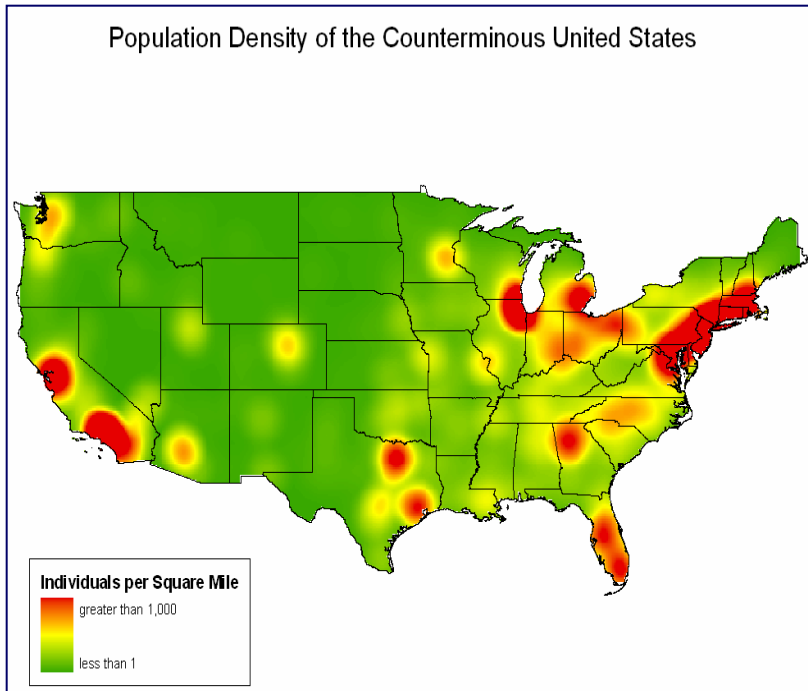 Population Density of the Counterminous United States
Individuals per Square Mile
greater than 1,000
less than 1